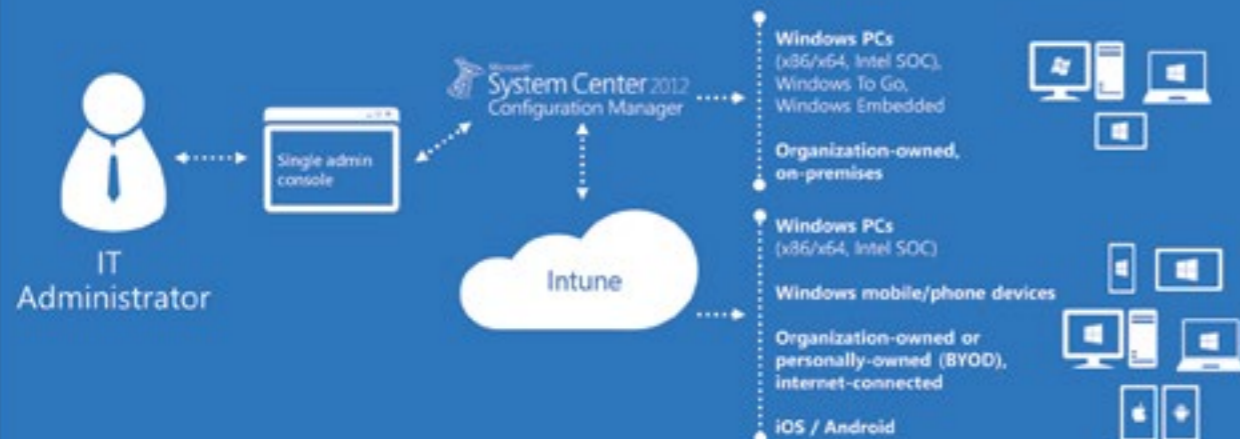 IT
Administrator
Single admin
console
Microsoft
System Center 2012
Configuration Manager
Intune
Windows PCs
(x86/x64, Intel SOC),
Windows To Go,
Windows Embedded
Organization-owned,
on-premises
Windows PCs
(x86/x64, Intel SOC)
Windows mobile/phone devices
Organization-owned or
personally-owned (BYOD),
internet-connected
iOS / Android